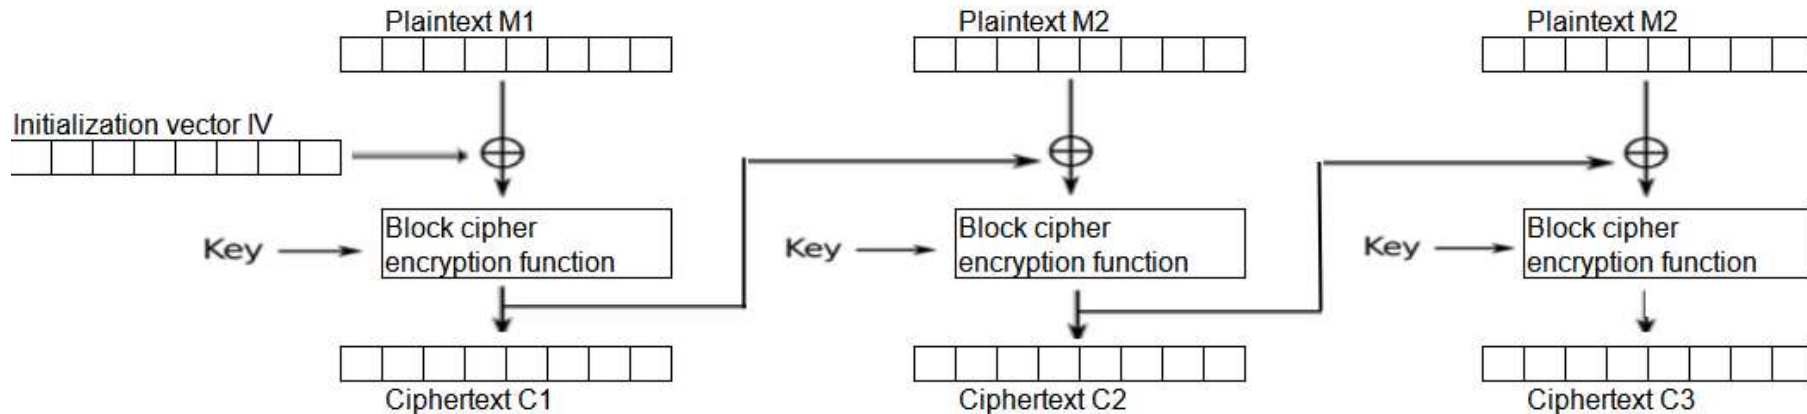 Plaintext M1
Plaintext M2
Plaintext M2
Initialization vector IV
Key
Block cipher
encryption function
Key
Block cipher
encryption function
Key
Block cipher
encryption function
Ciphertext C1
Ciphertext C2
Ciphertext C3